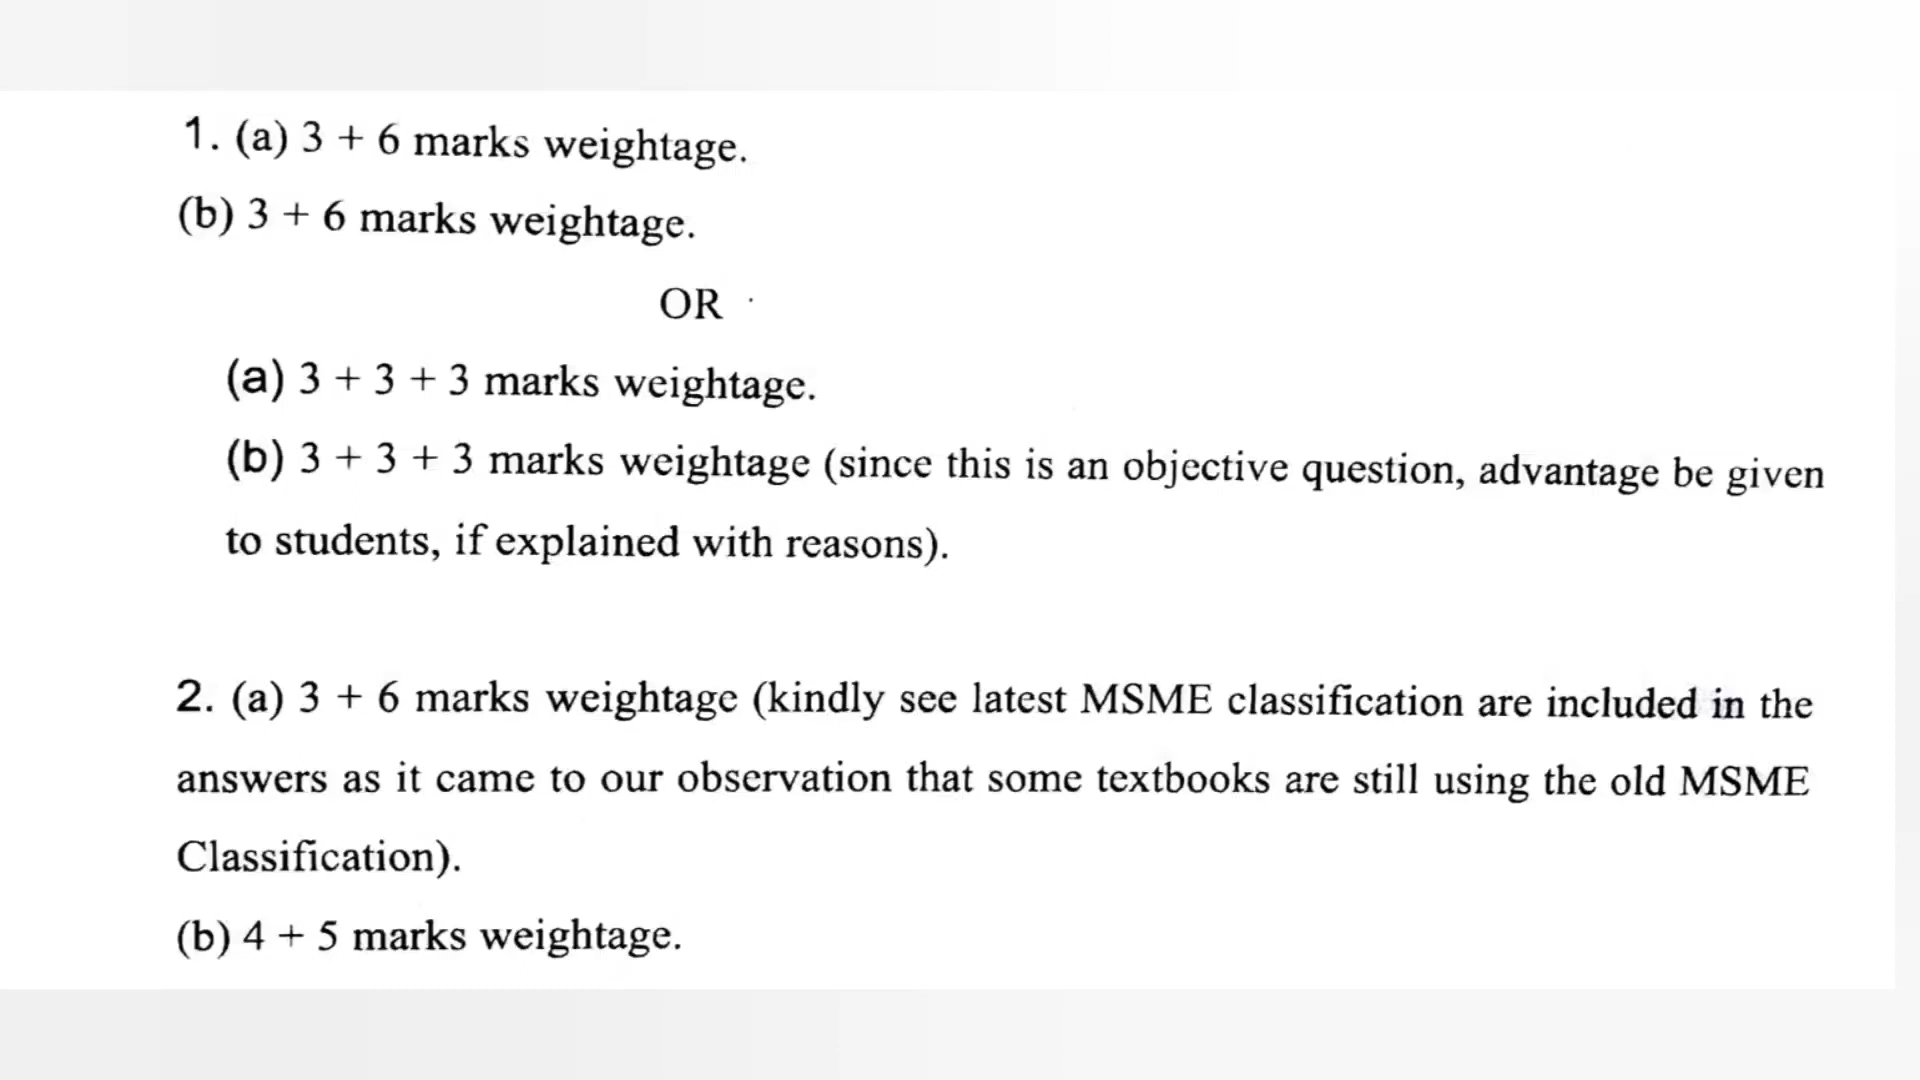 1. (a) 3 + 6 marks weightage.
(b) 3 + 6 marks weightage.
OR
(a) 3 + 3 + 3 marks weightage.
(b) 3 + 3 + 3 marks weightage (since this is an objective question, advantage be given
to students, if explained with reasons).
2. (a) 3 + 6 marks weightage (kindly see latest MSME classification are included in the
answers as it came to our observation that some textbooks are still using the old MSME
Classification).
(b) 4 + 5 marks weightage.